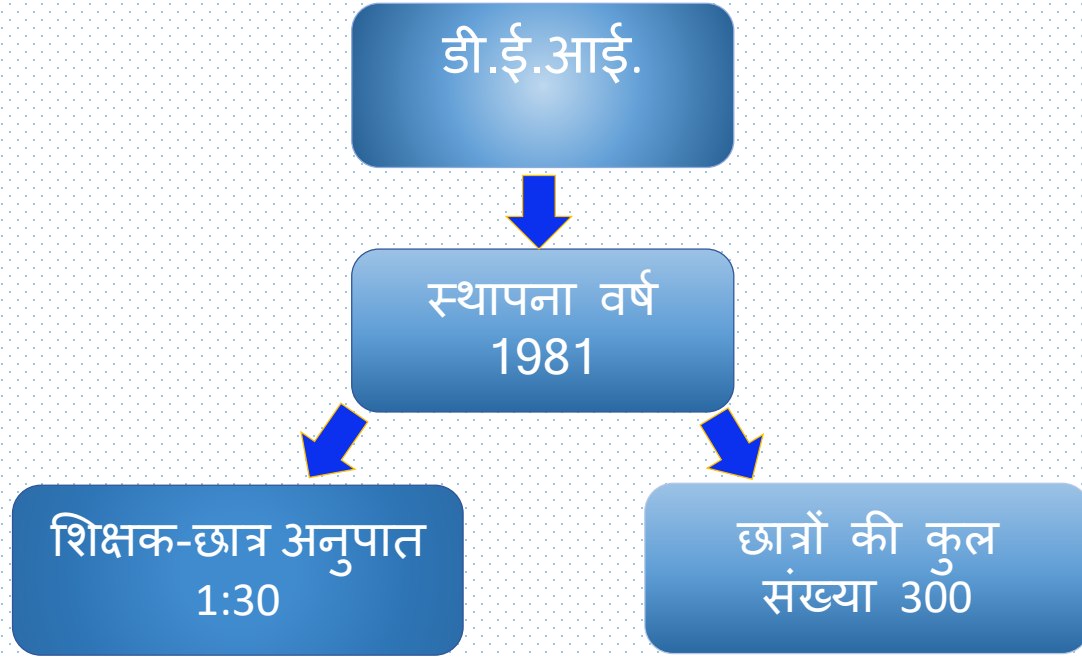 डी.ई.आई.
स्थापना वर्ष
1981
शिक्षक-छात्र अनुपात
1:30
छात्रों की कुल
संख्या 300